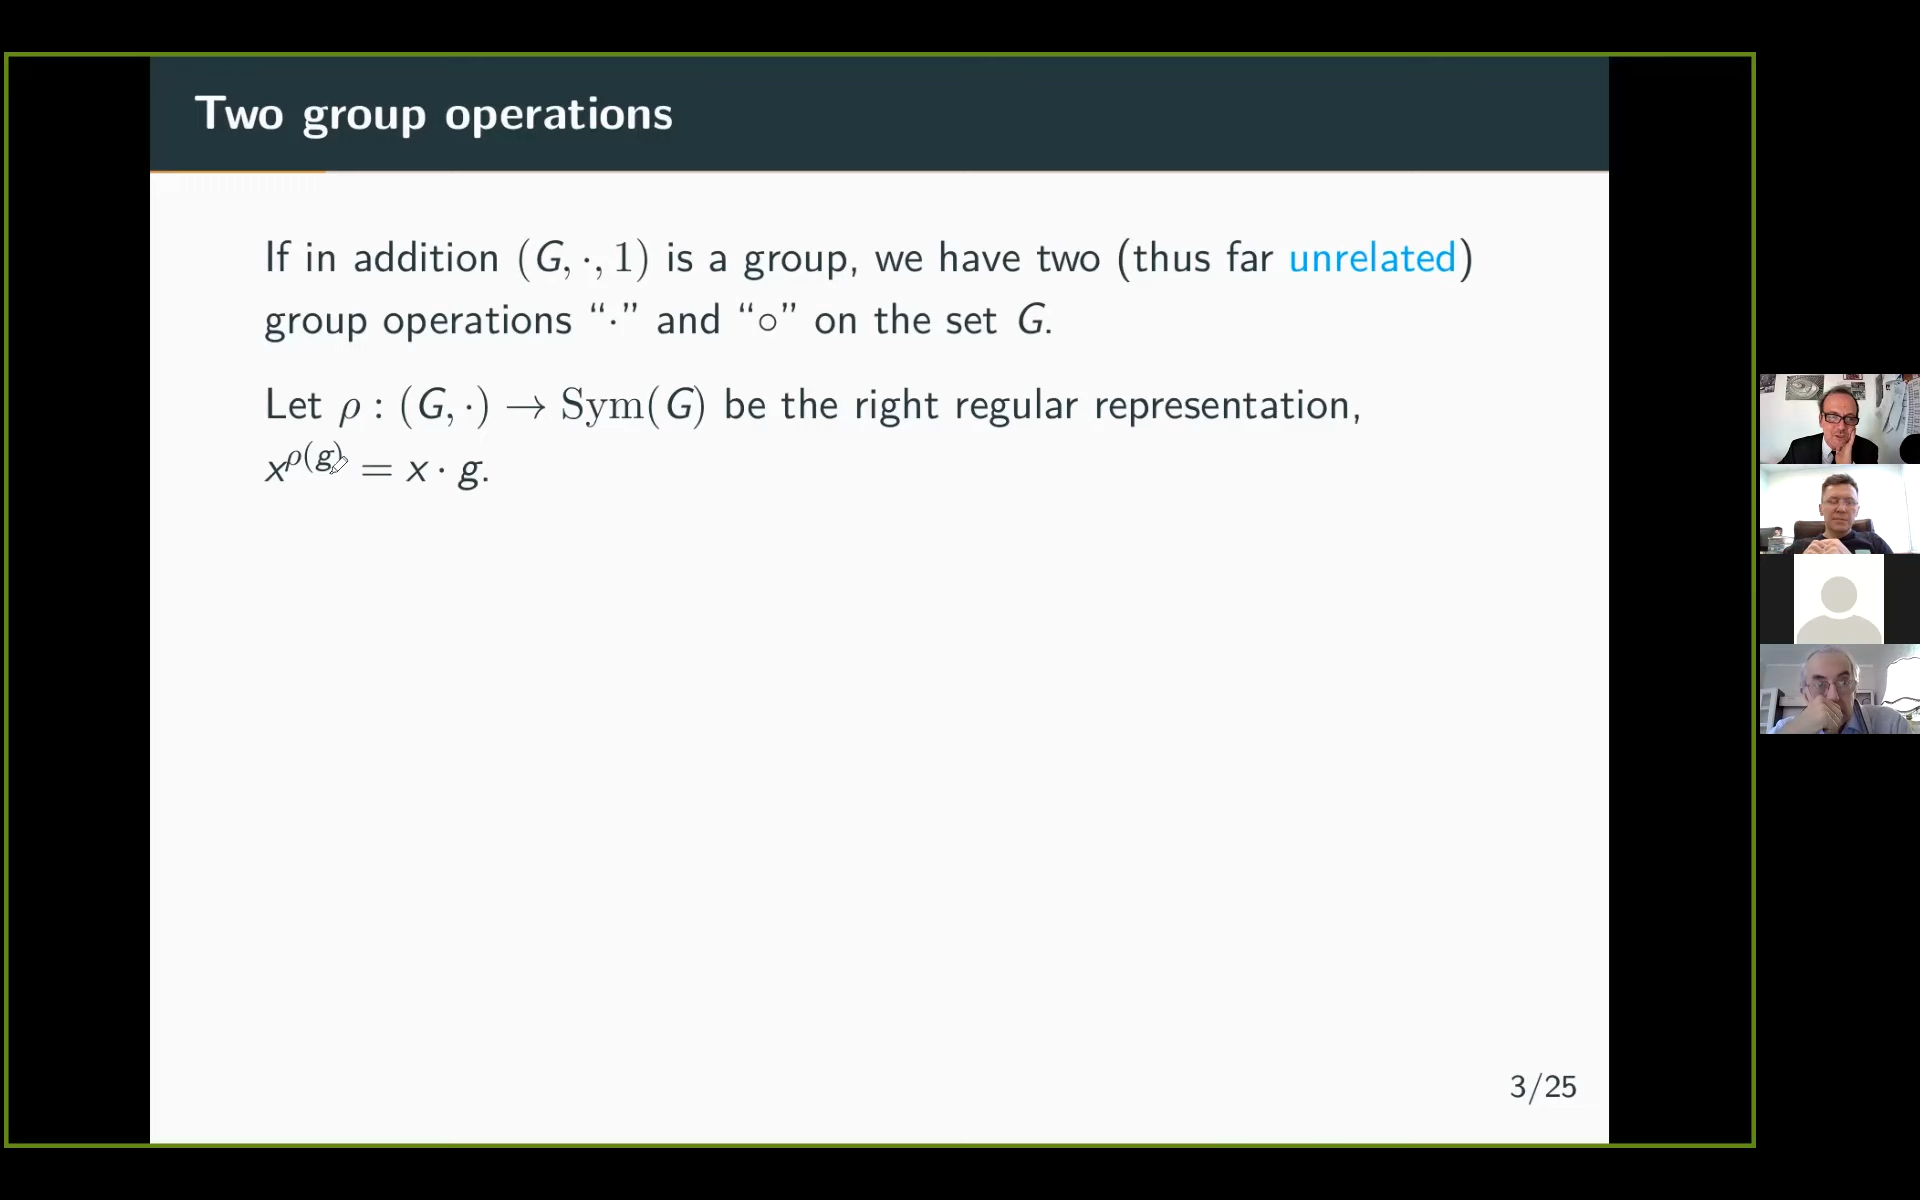 Two group operations
If in addition (G, ·, 1) is a group, we have two (thus far unrelated)
group operations “·” and “∘” on the set G.
Let ρ : (G, ·) → Sym(G) be the right regular representation,
x^{ρ(g)} = x · g.
3/25